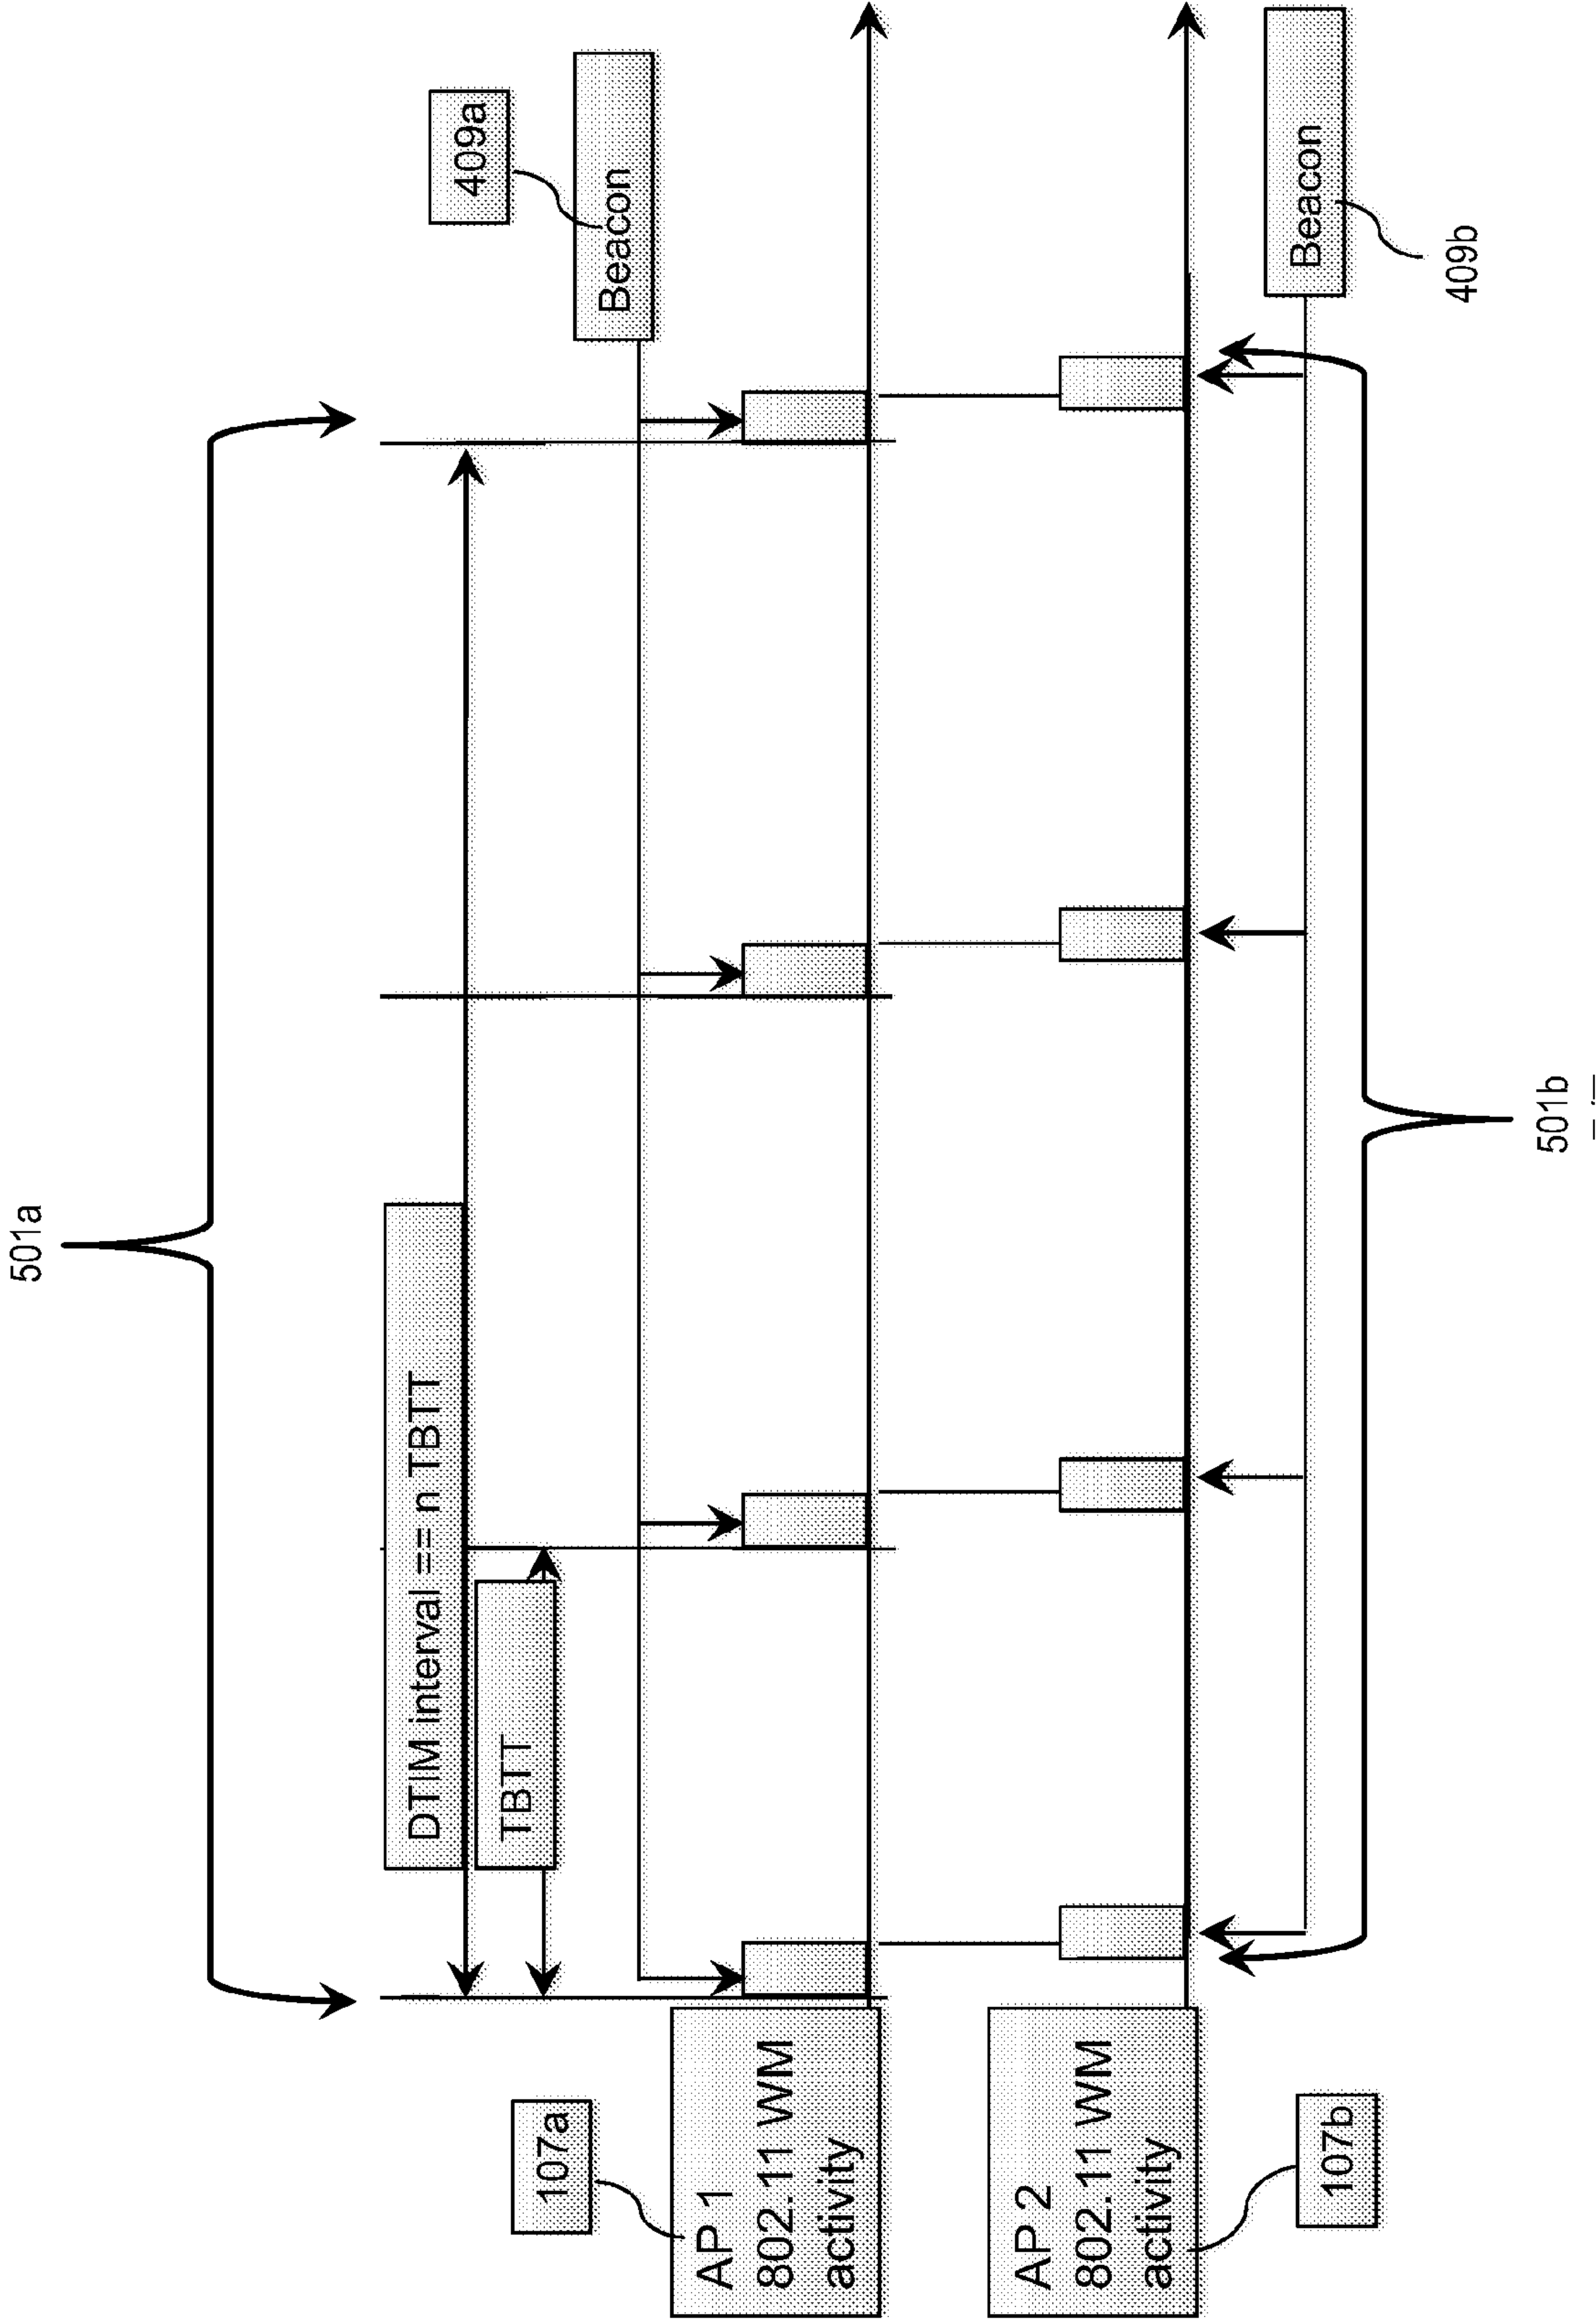 501a
DTIM interval == n TBTT
TBTT
409a
Beacon
107a
AP 1
802.11 WM
activity
AP 2
802.11 WM
activity
107b
Beacon
409b
501b